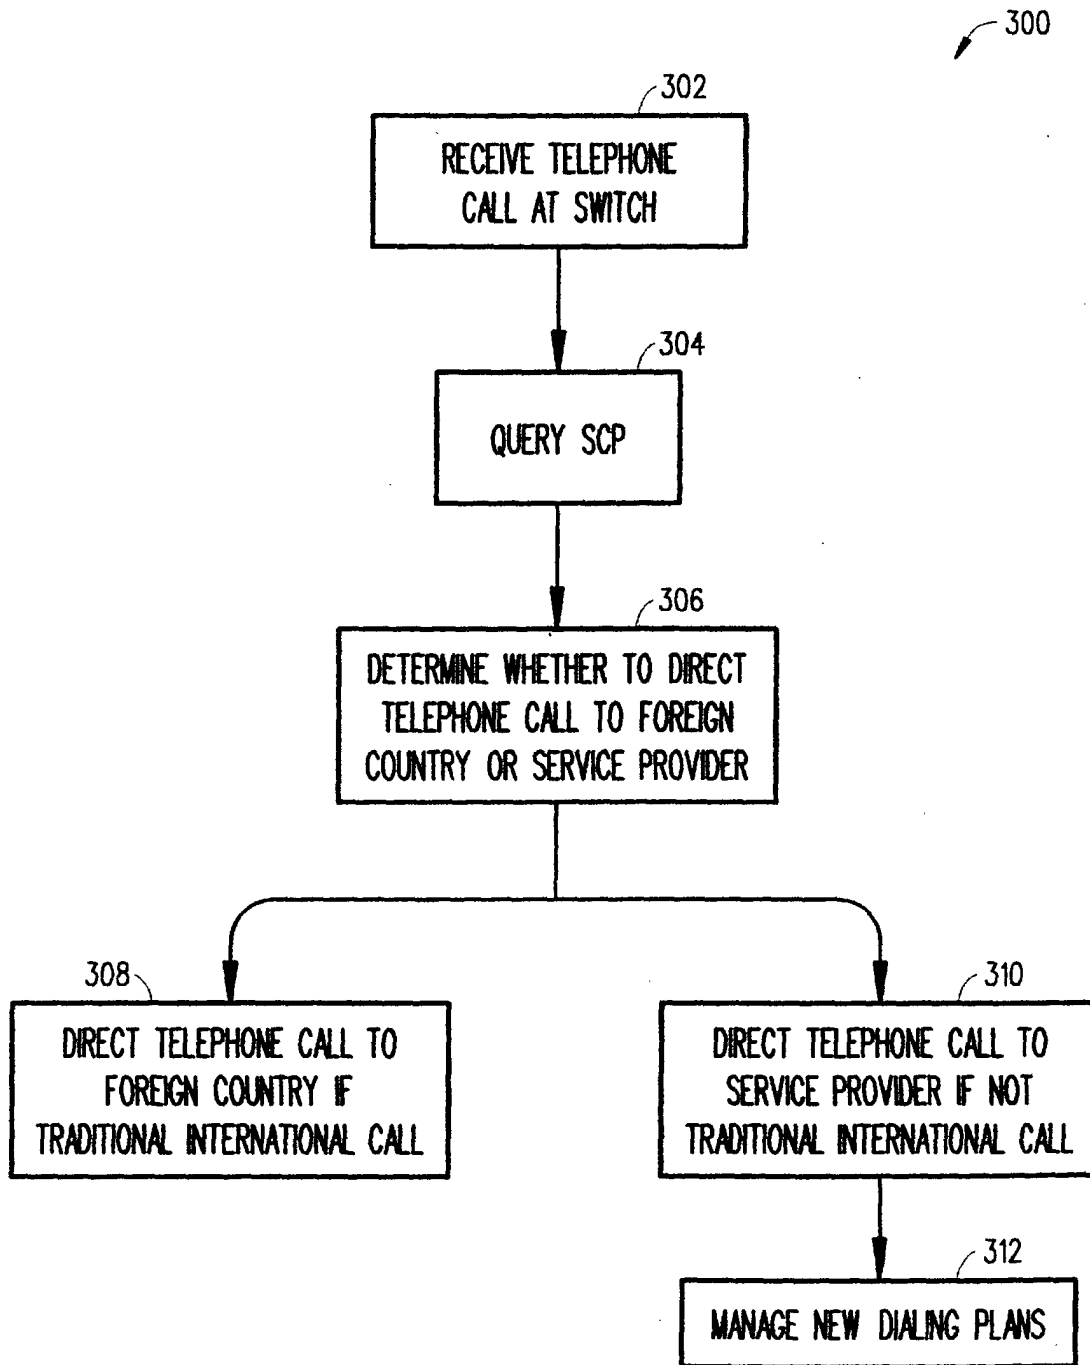 300
302
RECEIVE TELEPHONE
CALL AT SWITCH
304
QUERY SCP
306
DETERMINE WHETHER TO DIRECT
TELEPHONE CALL TO FOREIGN
COUNTRY OR SERVICE PROVIDER
308
DIRECT TELEPHONE CALL TO
FOREIGN COUNTRY IF
TRADITIONAL INTERNATIONAL CALL
310
DIRECT TELEPHONE CALL TO
SERVICE PROVIDER IF NOT
TRADITIONAL INTERNATIONAL CALL
312
MANAGE NEW DIALING PLANS